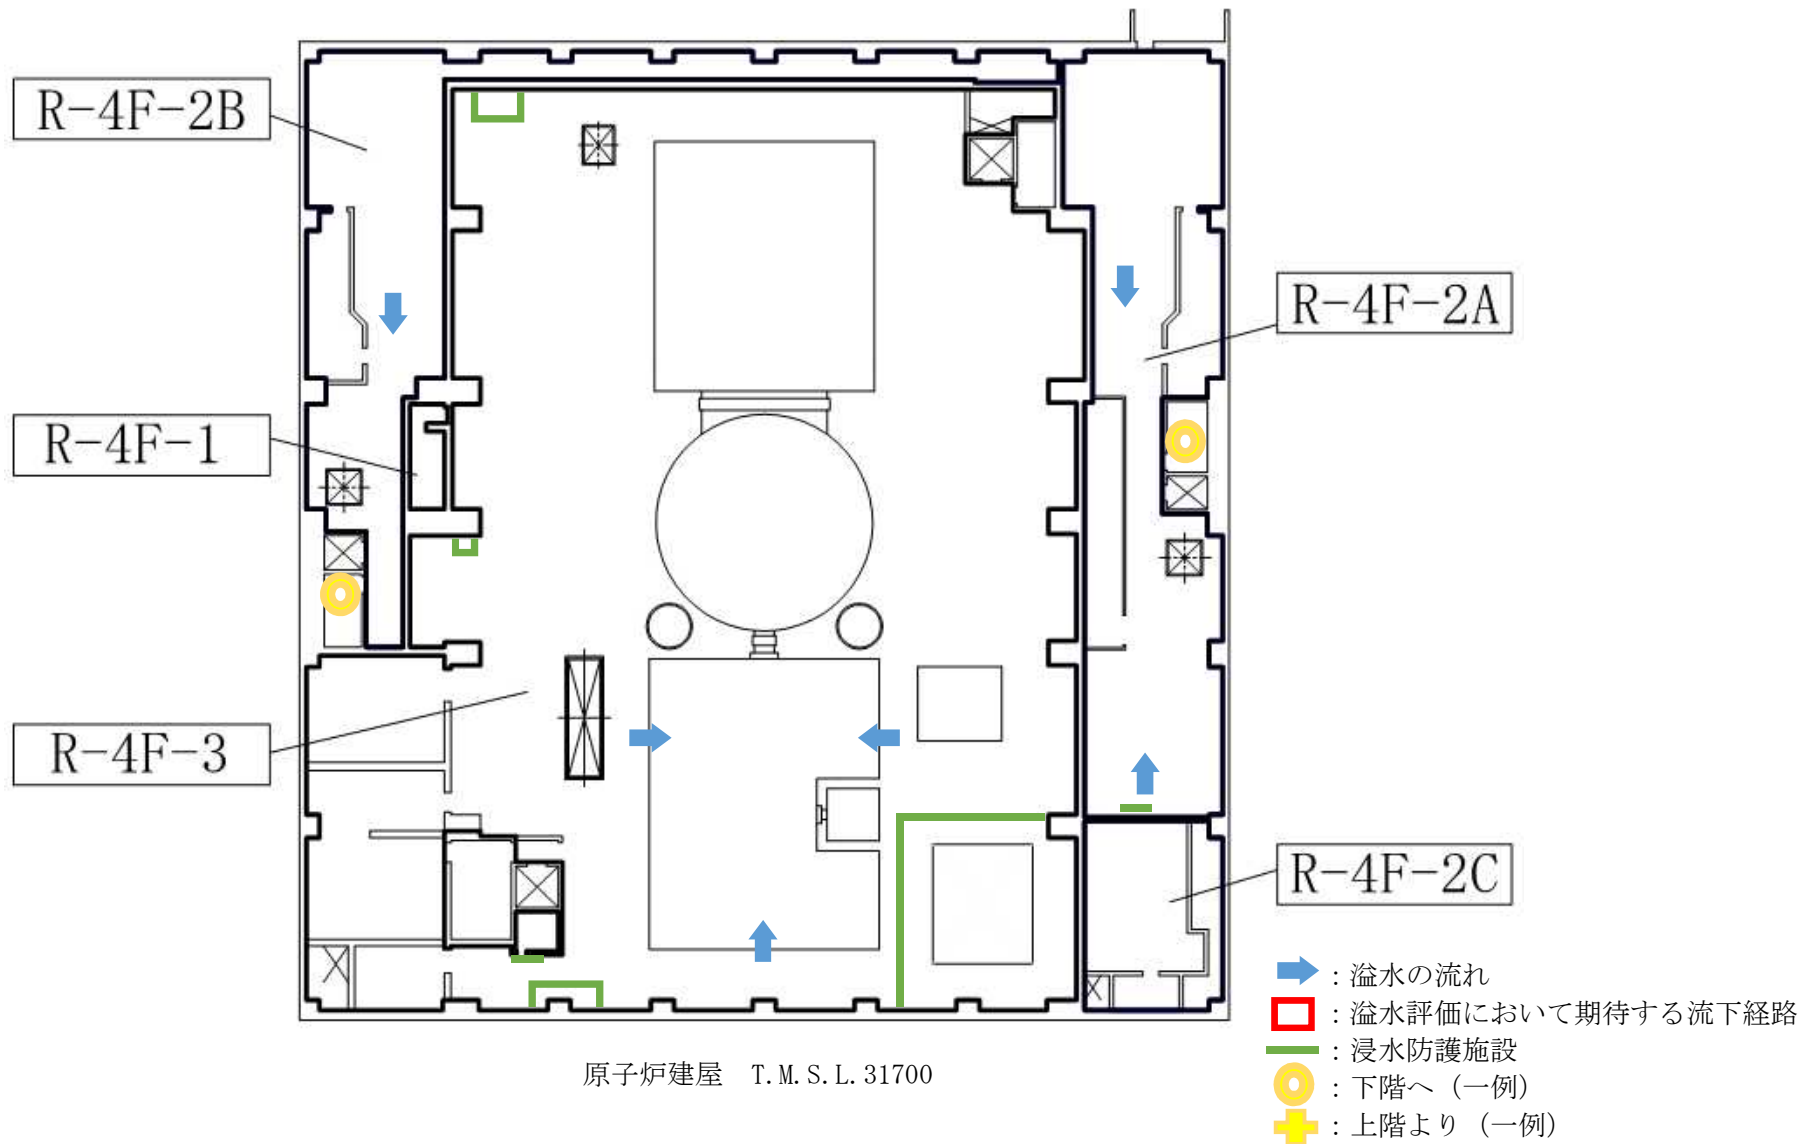 R-4F-2B
R-4F-2A
R-4F-1
R-4F-3
R-4F-2C
：溢水の流れ
：溢水評価において期待する流下経路
：浸水防護施設
：下階へ（一例）
：上階より（一例）
原子炉建屋　T.M.S.L.31700